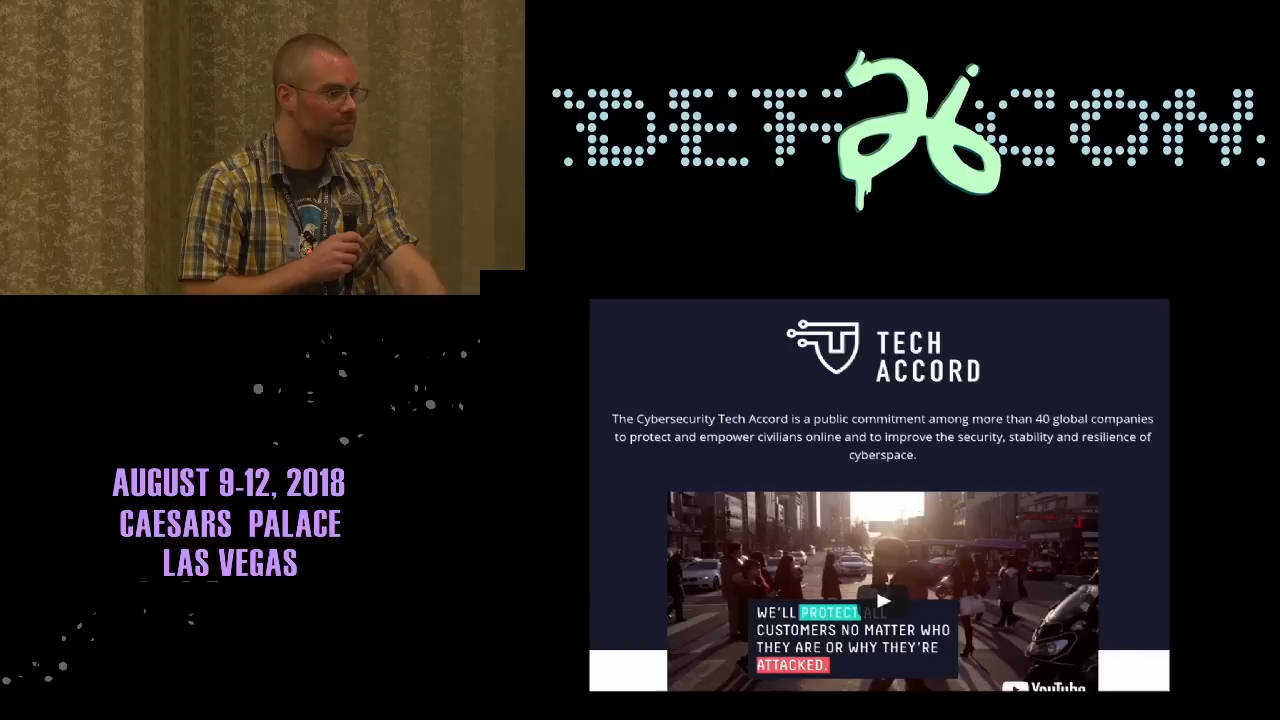 DEF 26 CON
AUGUST 9-12, 2018
CAESARS PALACE
LAS VEGAS
TECH
ACCORD
The Cybersecurity Tech Accord is a public commitment among more than 40 global companies
to protect and empower civilians online and to improve the security, stability and resilience of
cyberspace.
WE'LL PROTECT ALL
CUSTOMERS NO MATTER WHO
THEY ARE OR WHY THEY'RE
ATTACKED.
YouTube